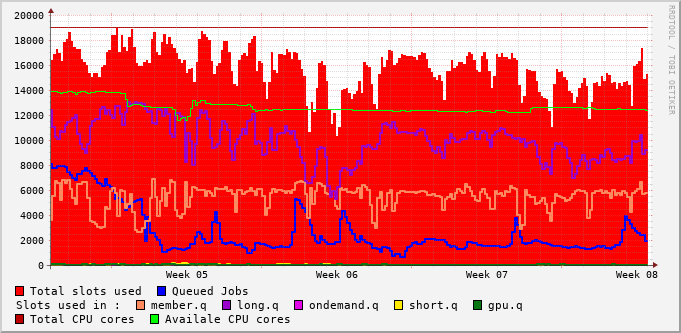 20000
18000
16000
14000
12000
10000
8000
6000
4000
2000
0
Week 05 Week 06 Week 07 Week 08
RRDTOOL / TOBI OETIKER
Total slots used Queued Jobs
Slots used in : member.q long.q ondemand.q short.q gpu.q
Total CPU cores Availale CPU cores